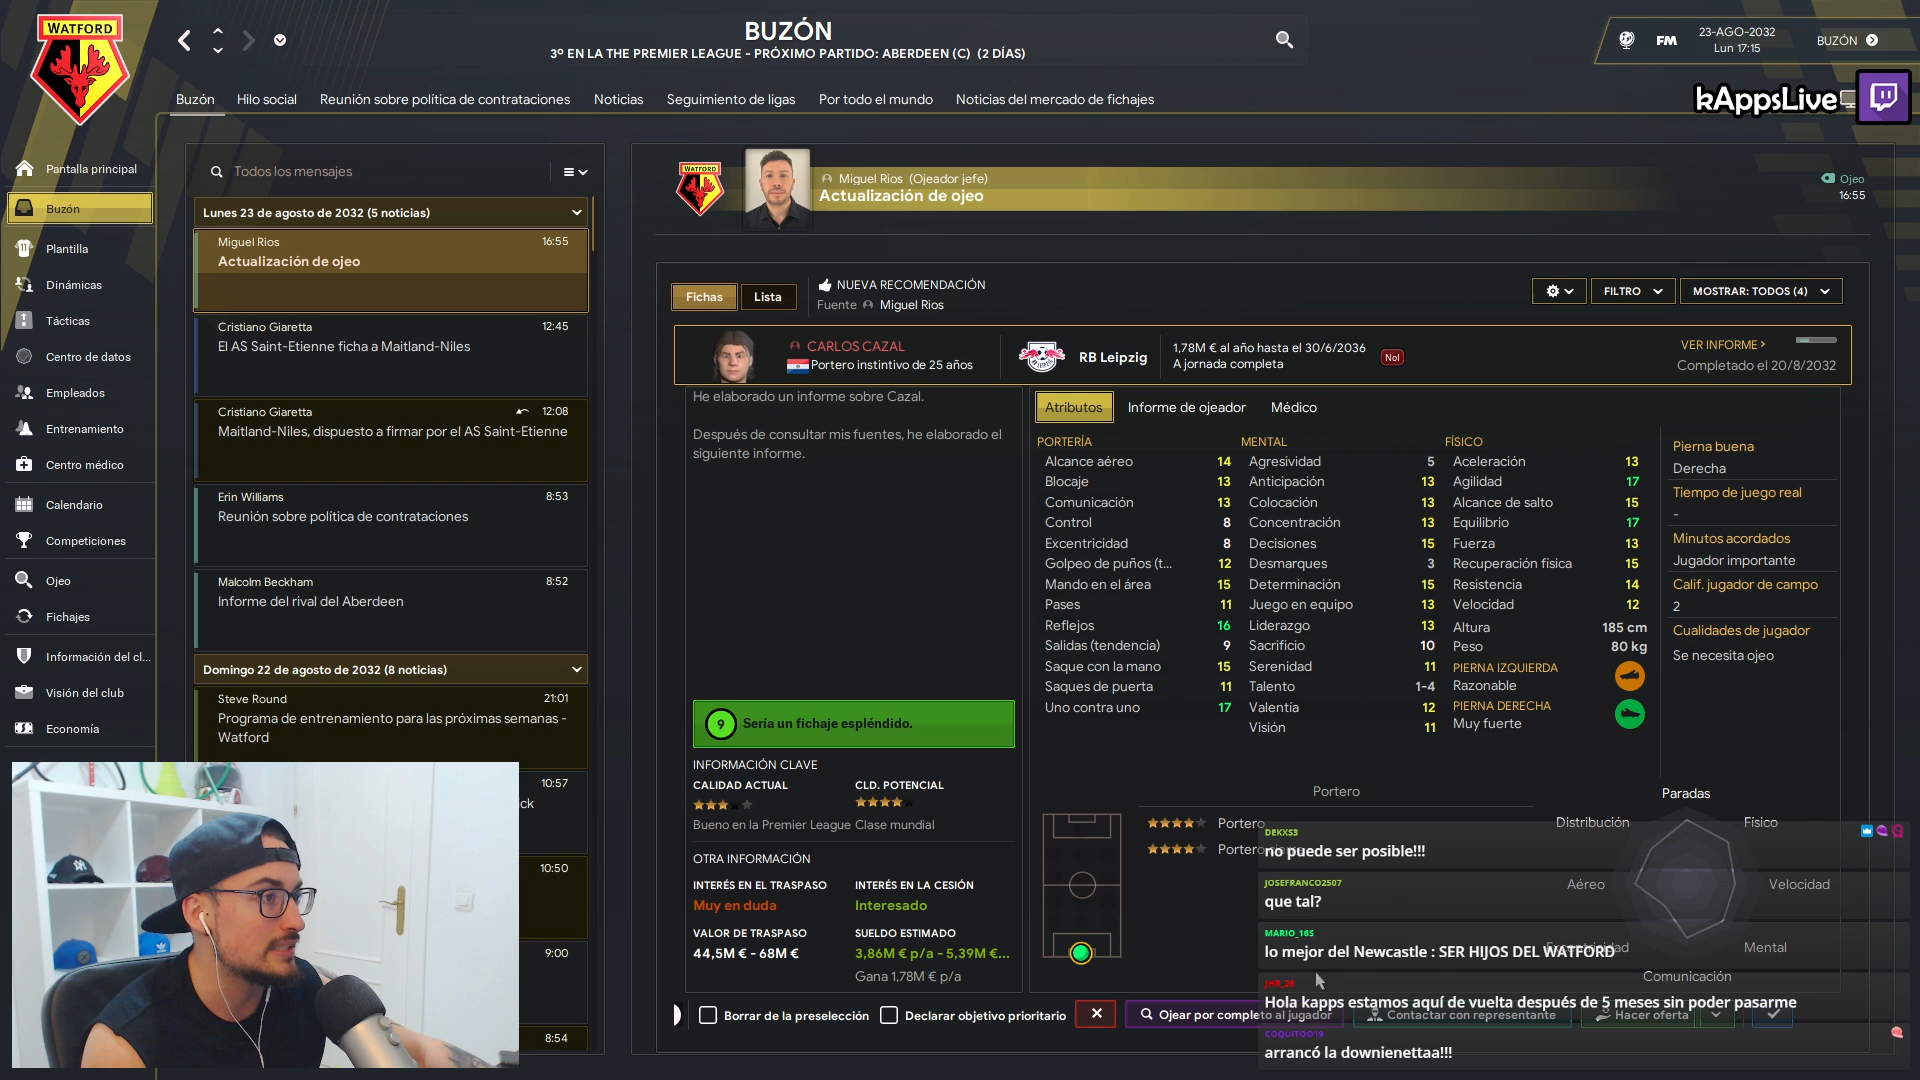 WATFORD
BUZÓN
3º EN LA THE PREMIER LEAGUE - PRÓXIMO PARTIDO: ABERDEEN (C) (2 DÍAS)
FM
23-AGO-2032
Lun 17:15
BUZÓN
Buzón
Hilo social
Reunión sobre política de contrataciones
Noticias
Seguimiento de ligas
Por todo el mundo
Noticias del mercado de fichajes
kAppsLive
Pantalla principal
Buzón
Plantilla
Dinámicas
Tácticas
Centro de datos
Empleados
Entrenamiento
Centro médico
Calendario
Competiciones
Ojeo
Fichajes
Información del cl...
Visión del club
Economía
Todos los mensajes
Lunes 23 de agosto de 2032 (5 noticias)
Miguel Rios 16:55
Actualización de ojeo
Cristiano Giaretta 12:45
El AS Saint-Etienne ficha a Maitland-Niles
Cristiano Giaretta 12:08
Maitland-Niles, dispuesto a firmar por el AS Saint-Etienne
Erin Williams 8:53
Reunión sobre política de contrataciones
Malcolm Beckham 8:52
Informe del rival del Aberdeen
Domingo 22 de agosto de 2032 (8 noticias)
Steve Round 21:01
Programa de entrenamiento para las próximas semanas -
Watford
10:57
ck
10:50
9:00
8:54
WATFORD
Miguel Rios (Ojeador jefe)
Actualización de ojeo
Ojeo
16:55
Fichas
Lista
NUEVA RECOMENDACIÓN
Fuente Miguel Rios
FILTRO
MOSTRAR: TODOS (4)
CARLOS CAZAL
Portero instintivo de 25 años
RB Leipzig
1,78M € al año hasta el 30/6/2036
A jornada completa
Nol
VER INFORME >
Completado el 20/8/2032
He elaborado un informe sobre Cazal.
Después de consultar mis fuentes, he elaborado el
siguiente informe.
9 Sería un fichaje espléndido.
INFORMACIÓN CLAVE
CALIDAD ACTUAL CLD. POTENCIAL
Bueno en la Premier League Clase mundial
OTRA INFORMACIÓN
INTERÉS EN EL TRASPASO INTERÉS EN LA CESIÓN
Muy en duda Interesado
VALOR DE TRASPASO SUELDO ESTIMADO
44,5M € - 68M € 3,86M € p/a - 5,39M €...
Gana 1,78M € p/a
Atributos
Informe de ojeador
Médico
PORTERÍA MENTAL FÍSICO
Alcance aéreo 14 Agresividad 5 Aceleración 13
Blocaje 13 Anticipación 13 Agilidad 17
Comunicación 13 Colocación 13 Alcance de salto 15
Control 8 Concentración 13 Equilibrio 17
Excentricidad 8 Decisiones 15 Fuerza 13
Golpeo de puños (t... 12 Desmarques 3 Recuperación física 15
Mando en el área 15 Determinación 15 Resistencia 14
Pases 11 Juego en equipo 13 Velocidad 12
Reflejos 16 Liderazgo 13 Altura 185 cm
Salidas (tendencia) 9 Sacrificio 10 Peso 80 kg
Saque con la mano 15 Serenidad 11 PIERNA IZQUIERDA
Saques de puerta 11 Talento 1-4 Razonable
Uno contra uno 17 Valentía 12 PIERNA DERECHA
Visión 11 Muy fuerte
Pierna buena
Derecha
Tiempo de juego real
-
Minutos acordados
Jugador importante
Calif. jugador de campo
2
Cualidades de jugador
Se necesita ojeo
Portero
Portero
Portero
Paradas
Distribución Físico
Aéreo Velocidad
Mental
Comunicación
DEKXS3
no puede ser posible!!!
JOSEFRANCO2507
que tal?
MARIO_16S
lo mejor del Newcastle : SER HIJOS DEL WATFORD
Hola kapps estamos aquí de vuelta después de 5 meses sin poder pasarme
COQUITOO19
arrancó la downienettaa!!!
Borrar de la preselección
Declarar objetivo prioritario
Ojear por completo al jugador
Contactar con representante
Hacer oferta